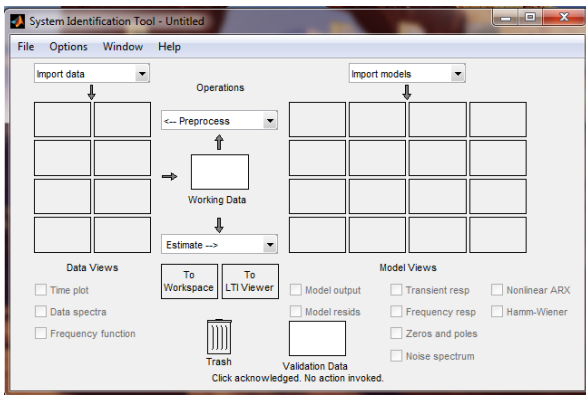 System Identification Tool - Untitled
File Options Window Help
Import data
Operations
Import models
<-- Preprocess
Working Data
Estimate -->
Data Views
To Workspace
To LTI Viewer
Model Views
Time plot
Data spectra
Frequency function
Model output
Model resids
Transient resp
Frequency resp
Zeros and poles
Noise spectrum
Nonlinear ARX
Hamm-Wiener
Trash
Validation Data
Click acknowledged. No action invoked.